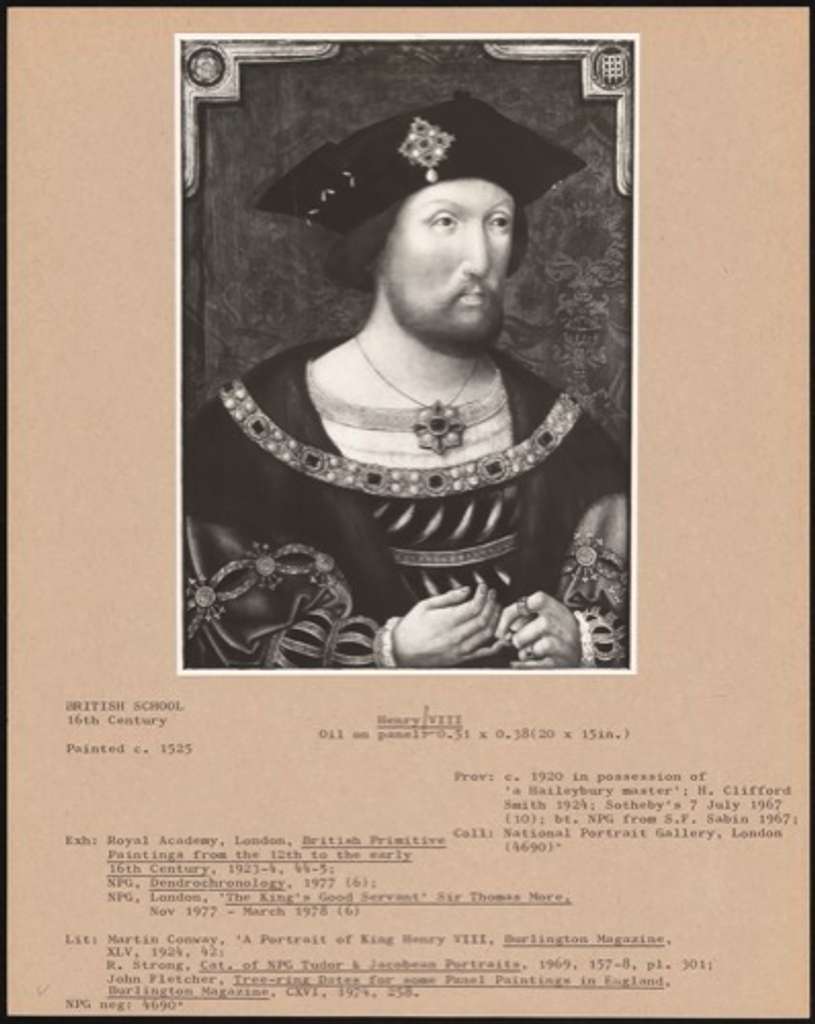 BRITISH SCHOOL
16th Century
Henry VIII
Oil on panel: 0.51 x 0.38(20 x 15in.)
Painted c. 1525
Prov: c. 1920 in possession of
'a Haileybury master'; H. Clifford
Smith 1924; Sotheby's 7 July 1967
(10); bt. NPG from S.F. Sabin 1967;
Coll: National Portrait Gallery, London
(4690)*
Exh: Royal Academy, London, British Primitive
Paintings from the 12th to the early
16th Century, 1923-4, 44-5;
NPG, Dendrochronology, 1977 (6);
NPG, London, 'The King's Good Servant' Sir Thomas More,
Nov 1977 - March 1978 (6)
Lit: Martin Conway, 'A Portrait of King Henry VIII, Burlington Magazine,
XLV, 1924, 42;
R. Strong, Cat. of NPG Tudor & Jacobean Portraits, 1969, 157-8, pl. 301;
John Fletcher, Tree-ring Dates for some Panel Paintings in England,
Burlington Magazine, CXVI, 1974, 258.
NPG neg: 4690*